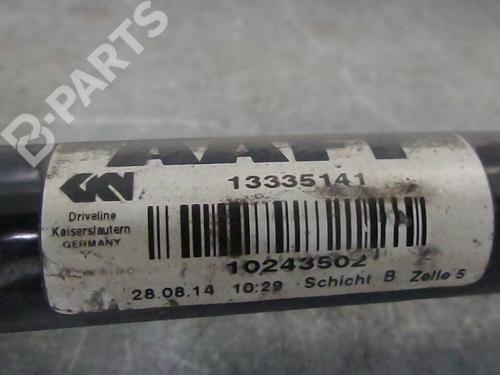 B-PARTS
GKN
13335141
Driveline
Kaiserslautern
GERMANY
10243502
28.08.14 10:29 Schicht B Zelle 5